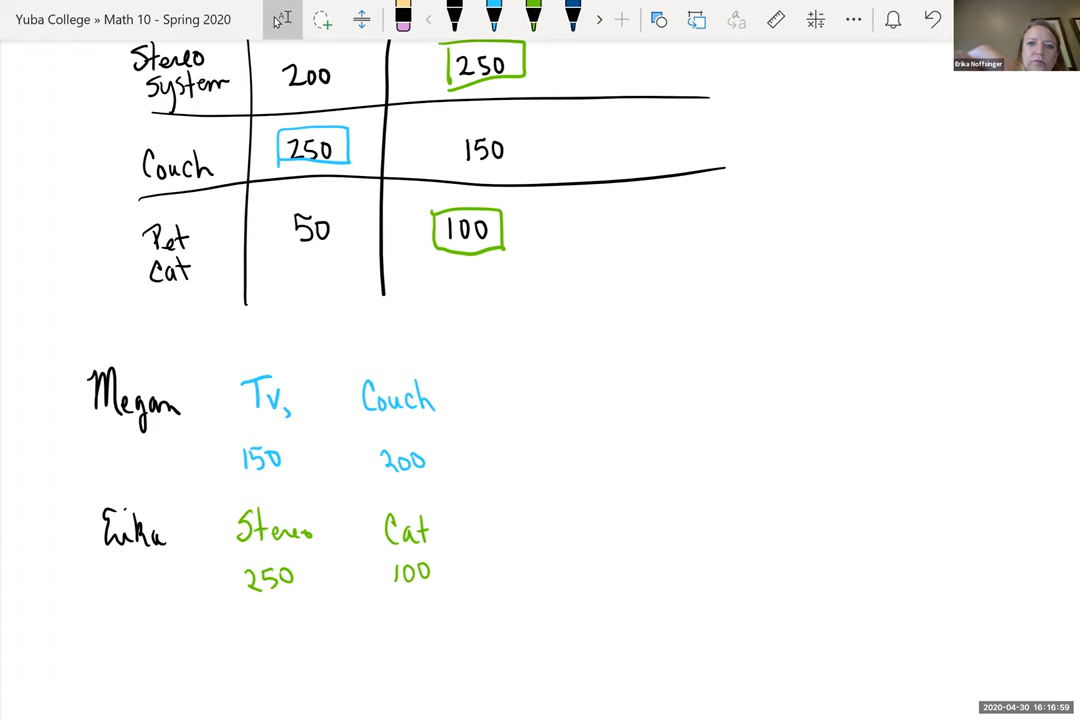 Yuba College » Math 10 - Spring 2020
Erika Noffsinger
Stereo System 200 250
Couch 250 150
Pet Cat 50 100
Megan Tv, Couch
150 200
Erika Stereo Cat
250 100
2020-04-30 16:16:59